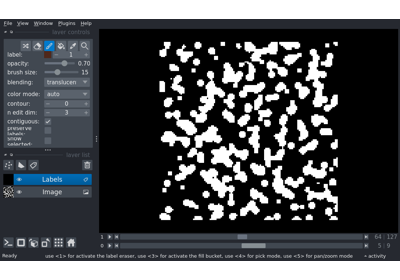 File View Window Plugins Help
layer controls
label: 1
opacity: 0.70
brush size: 15
blending: translucen
color mode: auto
contour: 0
n edit dim: 3
contiguous: ✓
preserve labels:
show selected:
layer list
Labels
Image
1 64 127
0 5 9
Ready use <1> for activate the label eraser, use <3> for activate the fill bucket, use <4> for pick mode, use <5> for pan/zoom mode activity